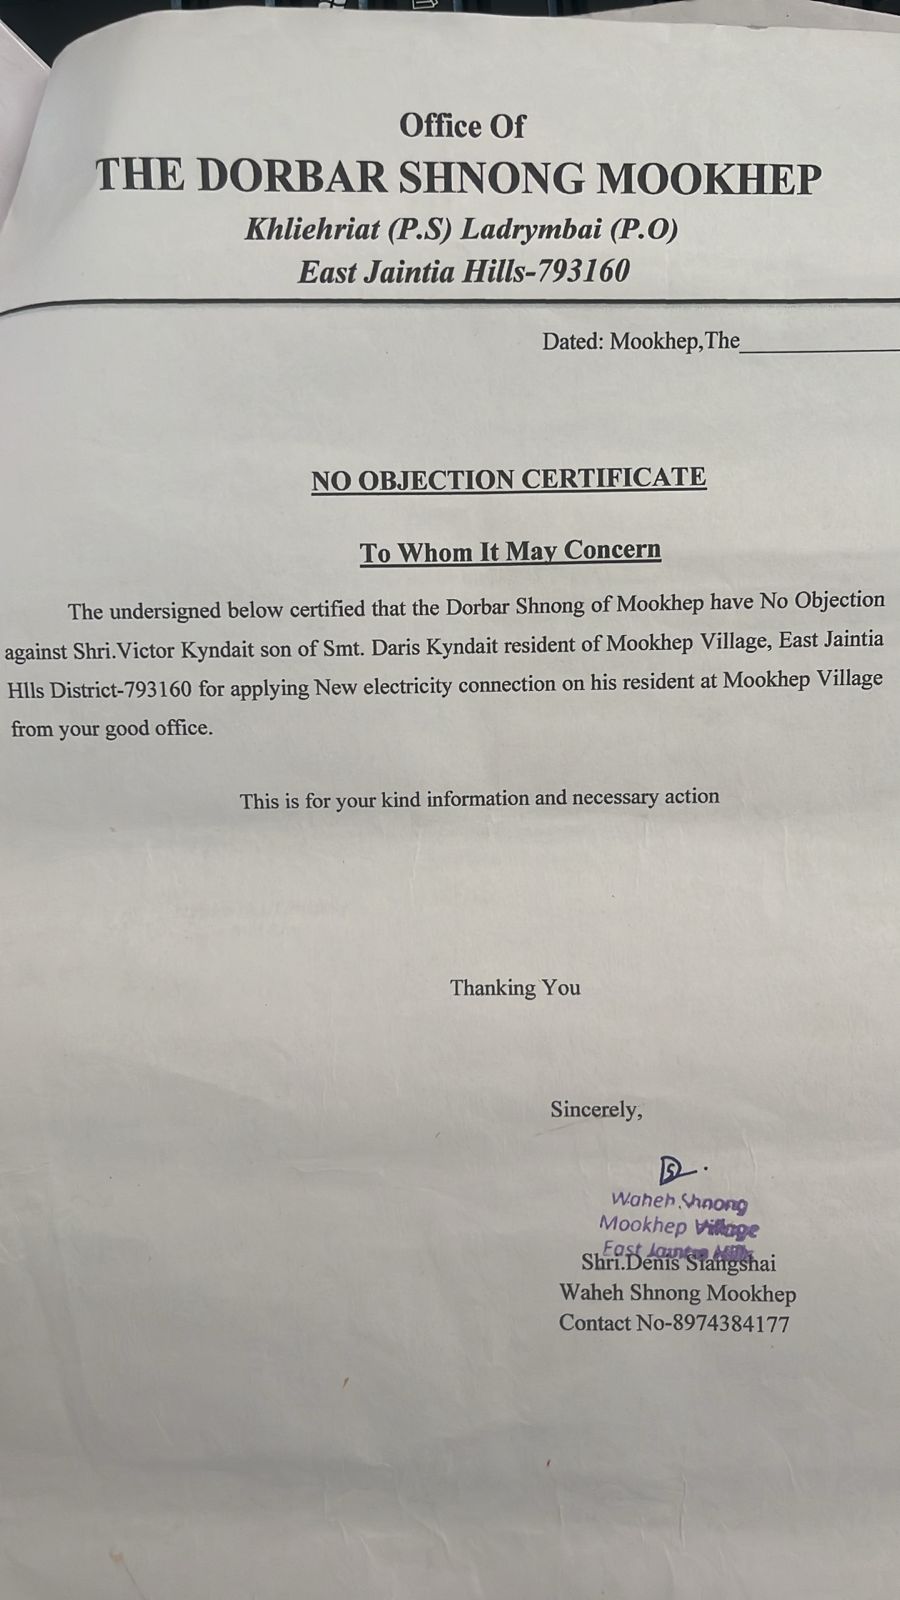 Office Of
THE DORBAR SHNONG MOOKHEP
Khliehriat (P.S) Ladrymbai (P.O)
East Jaintia Hills-793160
Dated: Mookhep,The
NO OBJECTION CERTIFICATE
To Whom It May Concern
The undersigned below certified that the Dorbar Shnong of Mookhep have No Objection
against Shri.Victor Kyndait son of Smt. Daris Kyndait resident of Mookhep Village, East Jaintia
Hlls District-793160 for applying New electricity connection on his resident at Mookhep Village
from your good office.
This is for your kind information and necessary action
Thanking You
Sincerely,
Waheh Shnong
Mookhep Village
East Jaintia Hills
Shri.Denis Siangshai
Waheh Shnong Mookhep
Contact No-8974384177